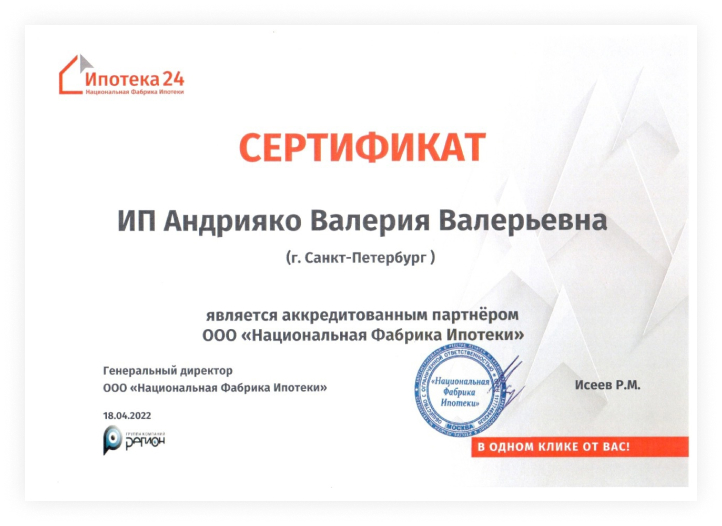 Ипотека 24
Национальная Фабрика Ипотеки
СЕРТИФИКАТ
ИП Андрияко Валерия Валерьевна
(г. Санкт-Петербург )
является аккредитованным партнёром
ООО «Национальная Фабрика Ипотеки»
Генеральный директор
ООО «Национальная Фабрика Ипотеки»
«Национальная
Фабрика
Ипотеки»
МОСКВА
Исеев Р.М.
18.04.2022
ГРУППА КОМПАНИЙ
РЕГИОН
В ОДНОМ КЛИКЕ ОТ ВАС!